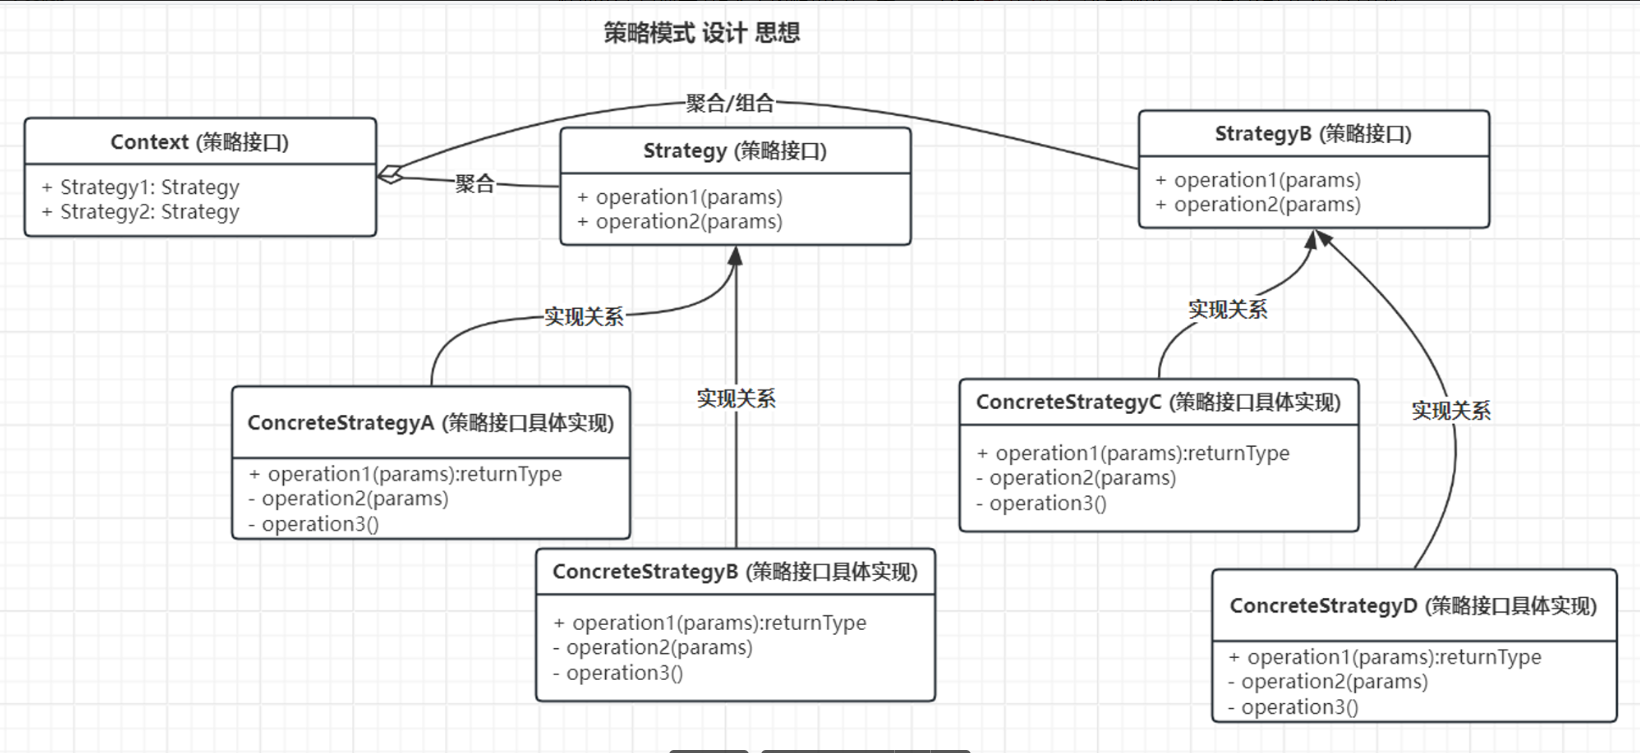 策略模式 设计 思想
聚合/组合
Context (策略接口)
+ Strategy1: Strategy
+ Strategy2: Strategy
聚合
Strategy (策略接口)
+ operation1(params)
+ operation2(params)
StrategyB (策略接口)
+ operation1(params)
+ operation2(params)
实现关系
实现关系
实现关系
实现关系
ConcreteStrategyA (策略接口具体实现)
+ operation1(params):returnType
- operation2(params)
- operation3()
ConcreteStrategyB (策略接口具体实现)
+ operation1(params):returnType
- operation2(params)
- operation3()
ConcreteStrategyC (策略接口具体实现)
+ operation1(params):returnType
- operation2(params)
- operation3()
ConcreteStrategyD (策略接口具体实现)
+ operation1(params):returnType
- operation2(params)
- operation3()